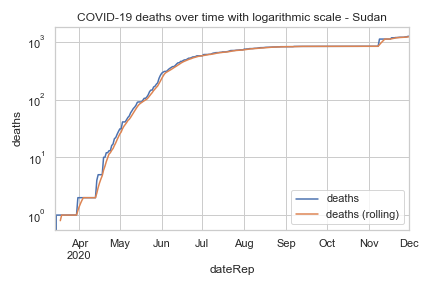 COVID-19 deaths over time with logarithmic scale - Sudan
deaths
10³
10²
10¹
10⁰
deaths
deaths (rolling)
Apr May Jun Jul Aug Sep Oct Nov Dec
2020
dateRep